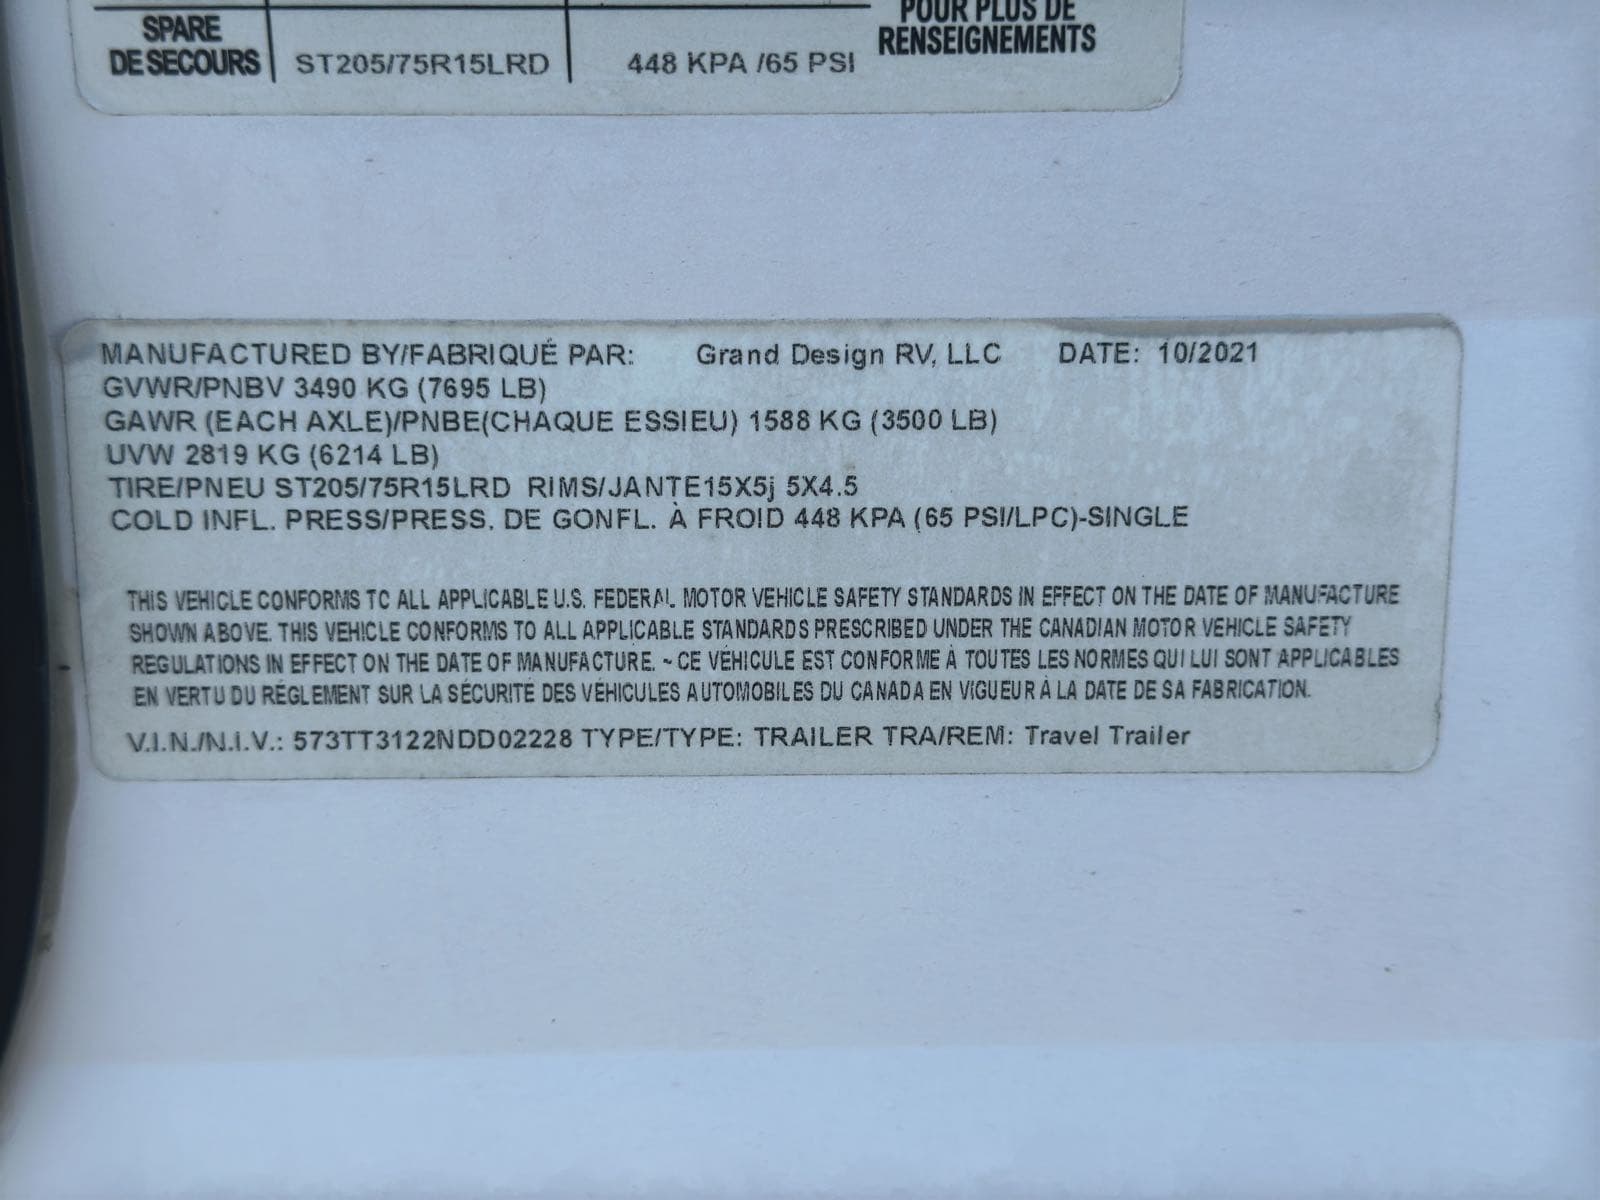 SPARE
DE SECOURS ST205/75R15LRD 448 KPA /65 PSI
POUR PLUS DE
RENSEIGNEMENTS
MANUFACTURED BY/FABRIQUÉ PAR: Grand Design RV, LLC DATE: 10/2021
GVWR/PNBV 3490 KG (7695 LB)
GAWR (EACH AXLE)/PNBE(CHAQUE ESSIEU) 1588 KG (3500 LB)
UVW 2819 KG (6214 LB)
TIRE/PNEU ST205/75R15LRD RIMS/JANTE15X5j 5X4.5
COLD INFL. PRESS/PRESS. DE GONFL. À FROID 448 KPA (65 PSI/LPC)-SINGLE
THIS VEHICLE CONFORMS TO ALL APPLICABLE U.S. FEDERAL MOTOR VEHICLE SAFETY STANDARDS IN EFFECT ON THE DATE OF MANUFACTURE
SHOWN ABOVE. THIS VEHICLE CONFORMS TO ALL APPLICABLE STANDARDS PRESCRIBED UNDER THE CANADIAN MOTOR VEHICLE SAFETY
REGULATIONS IN EFFECT ON THE DATE OF MANUFACTURE. ~ CE VÉHICULE EST CONFORME À TOUTES LES NORMES QUI LUI SONT APPLICABLES
EN VERTU DU RÉGLEMENT SUR LA SÉCURITÉ DES VÉHICULES AUTOMOBILES DU CANADA EN VIGUEUR À LA DATE DE SA FABRICATION.
V.I.N./N.I.V.: 573TT3122NDD02228 TYPE/TYPE: TRAILER TRA/REM: Travel Trailer